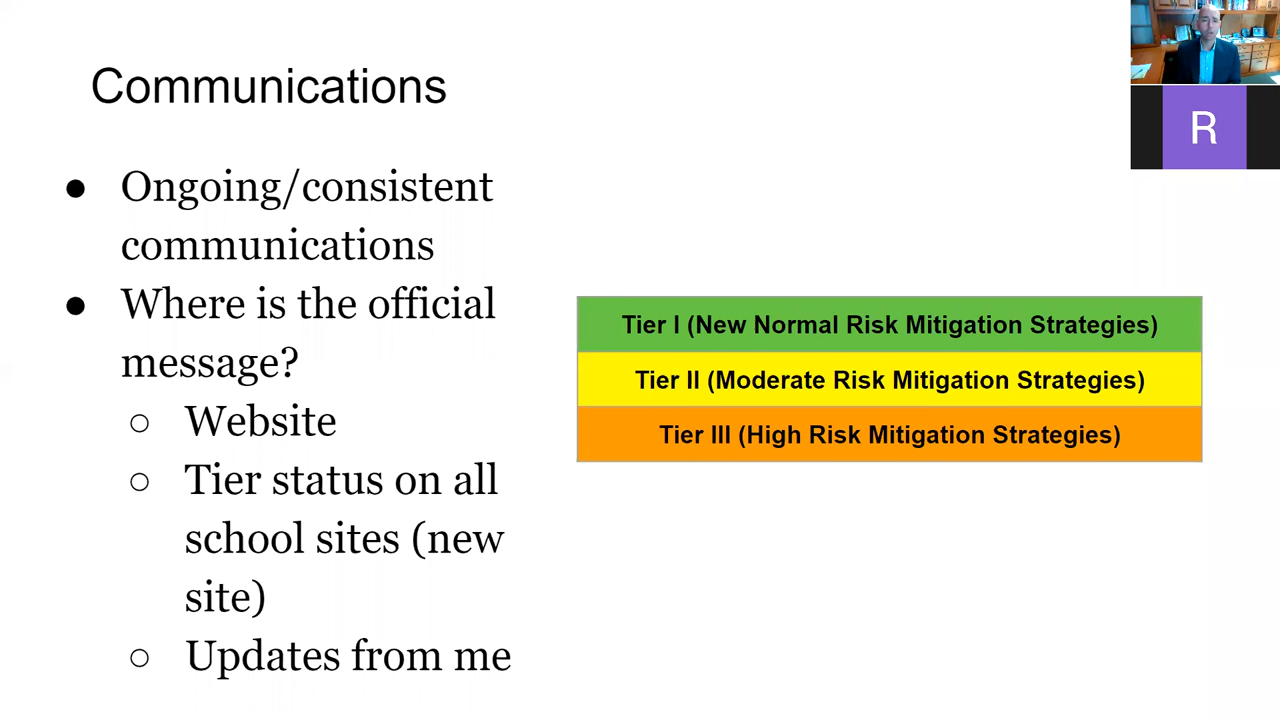 Communications
● Ongoing/consistent
communications
● Where is the official
message?
○ Website
○ Tier status on all
school sites (new
site)
○ Updates from me
Tier I (New Normal Risk Mitigation Strategies)
Tier II (Moderate Risk Mitigation Strategies)
Tier III (High Risk Mitigation Strategies)
R